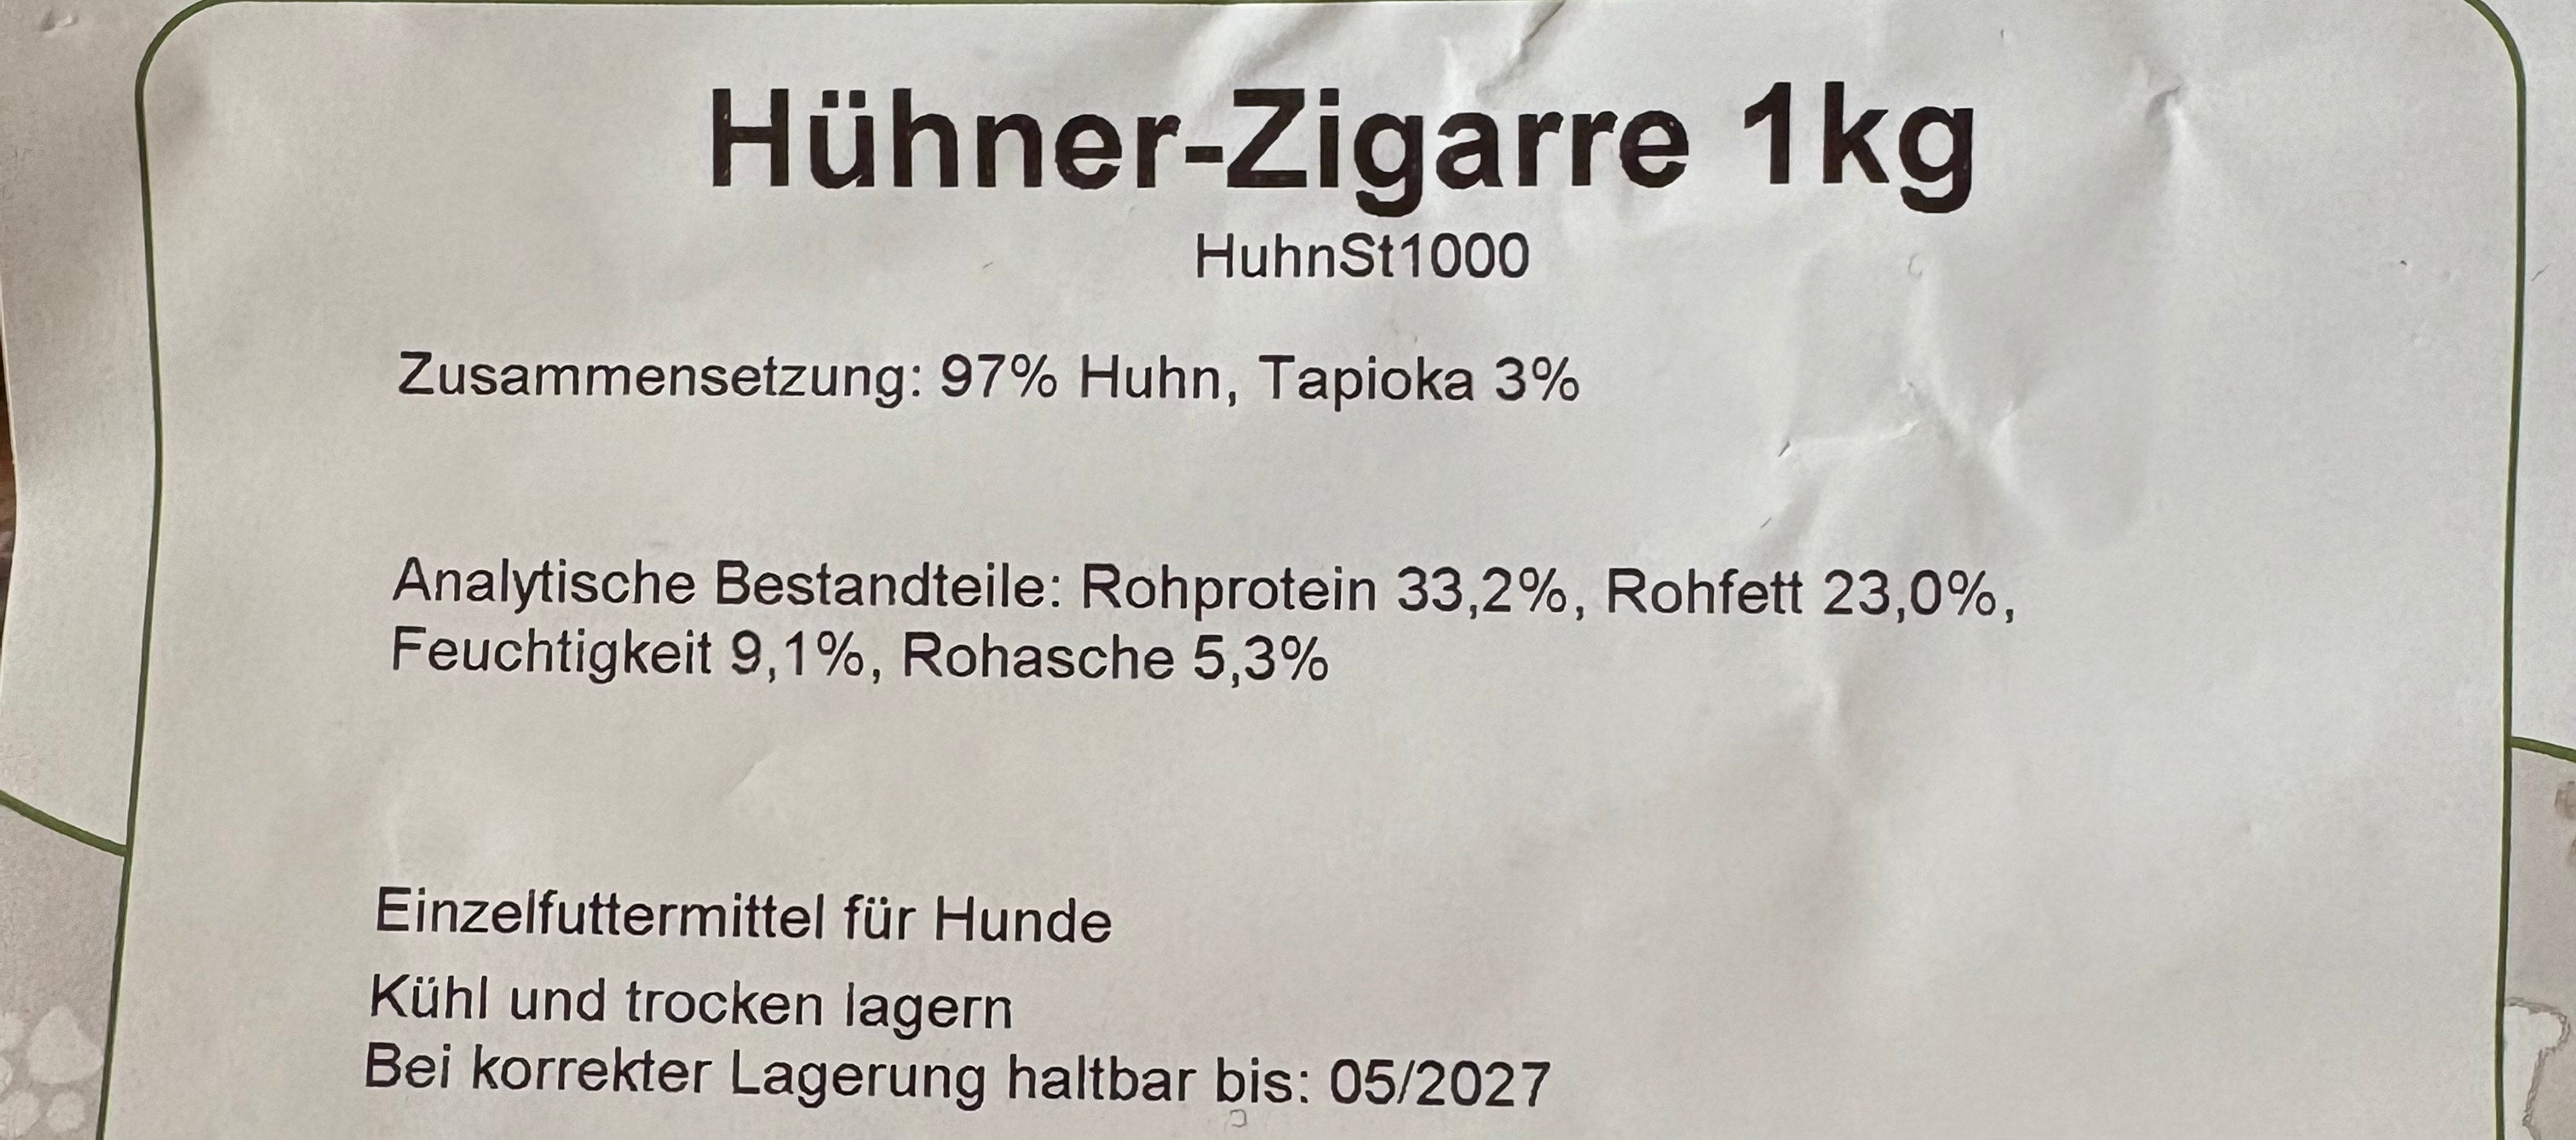 Hühner-Zigarre 1kg
HuhnSt1000
Zusammensetzung: 97% Huhn, Tapioka 3%
Analytische Bestandteile: Rohprotein 33,2%, Rohfett 23,0%,
Feuchtigkeit 9,1%, Rohasche 5,3%
Einzelfuttermittel für Hunde
Kühl und trocken lagern
Bei korrekter Lagerung haltbar bis: 05/2027